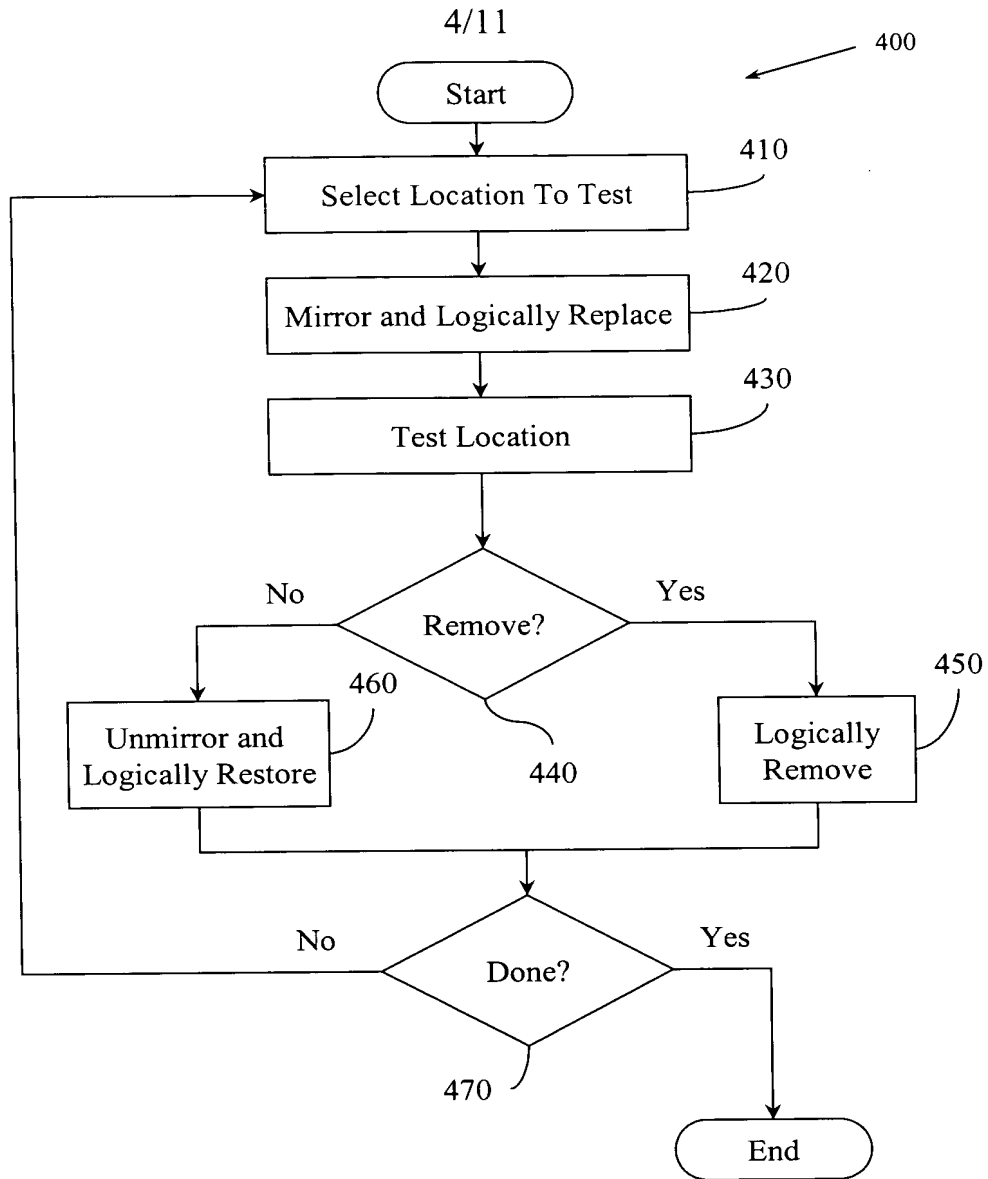 4/11
400
Start
410
Select Location To Test
420
Mirror and Logically Replace
430
Test Location
No
Yes
Remove?
460
450
Unmirror and
Logically Restore
440
Logically
Remove
No
Yes
Done?
470
End